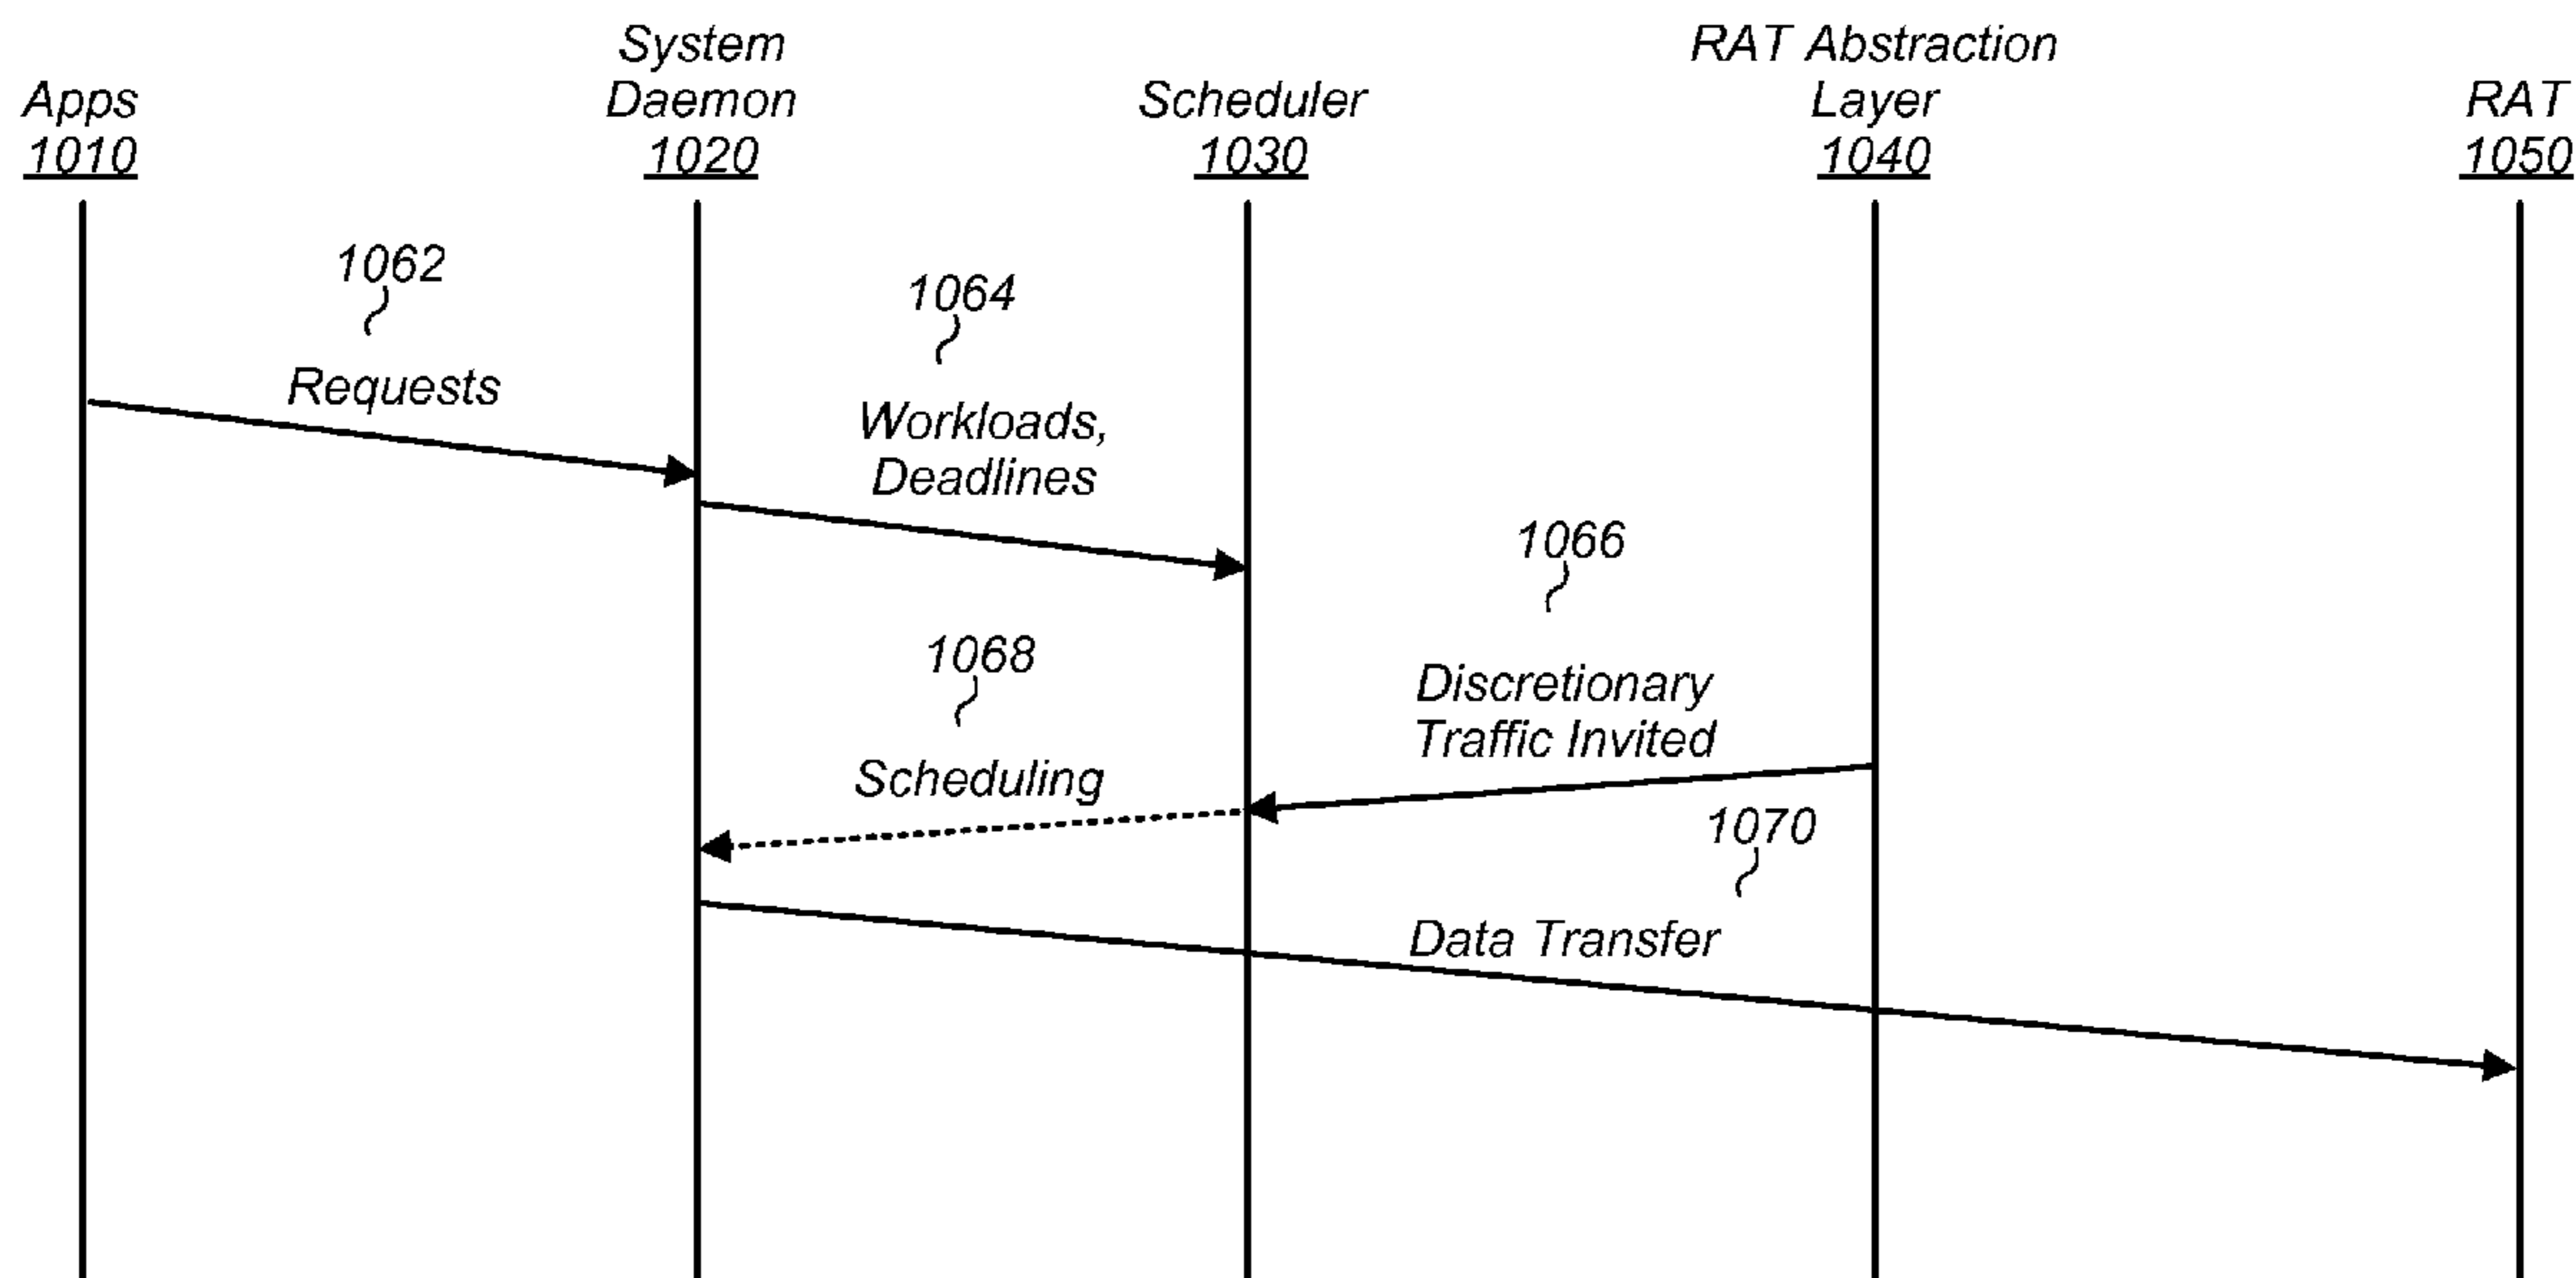 Apps
1010
System
Daemon
1020
Scheduler
1030
RAT Abstraction
Layer
1040
RAT
1050
1062
Requests
1064
Workloads,
Deadlines
1066
Discretionary
Traffic Invited
1068
Scheduling
1070
Data Transfer